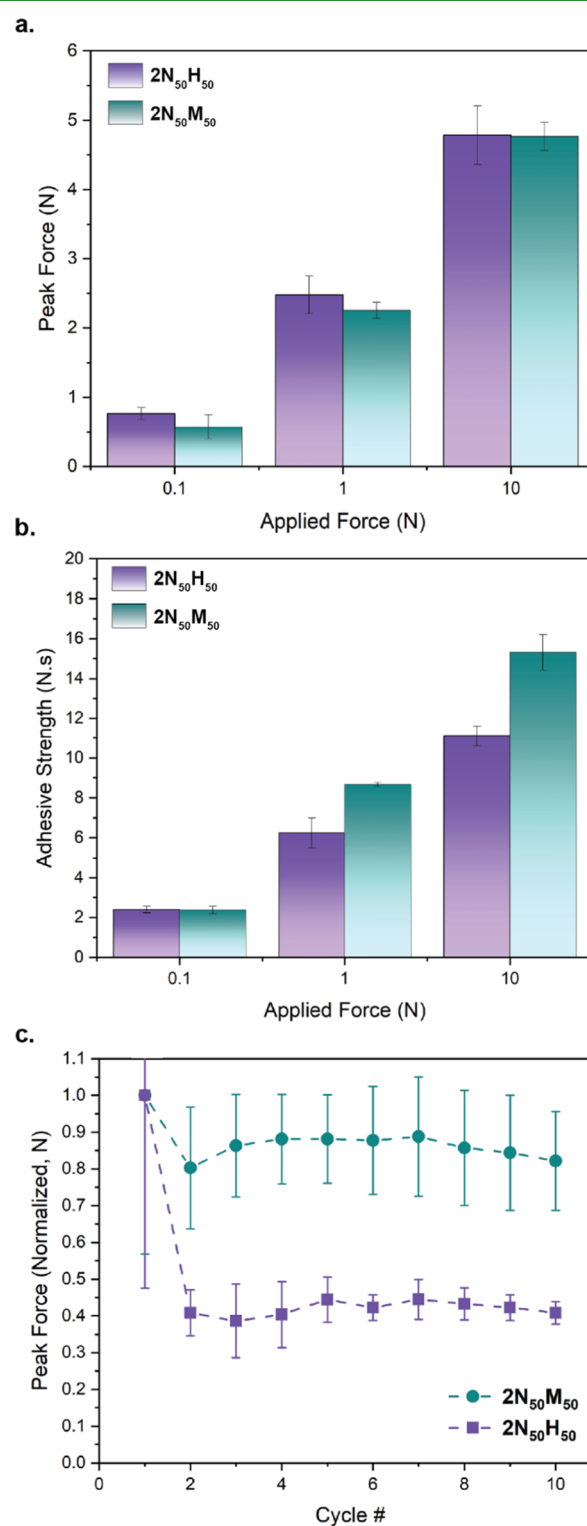 a.
6
5
4
3
2
1
0
Peak Force (N)
2N₅₀H₅₀
2N₅₀M₅₀
0.1 1 10
Applied Force (N)
b.
20
18
16
14
12
10
8
6
4
2
0
Adhesive Strength (N.s)
2N₅₀H₅₀
2N₅₀M₅₀
0.1 1 10
Applied Force (N)
c.
1.1
1.0
0.9
0.8
0.7
0.6
0.5
0.4
0.3
0.2
0.1
0.0
Peak Force (Normalized, N)
2N₅₀M₅₀
2N₅₀H₅₀
0 2 4 6 8 10
Cycle #